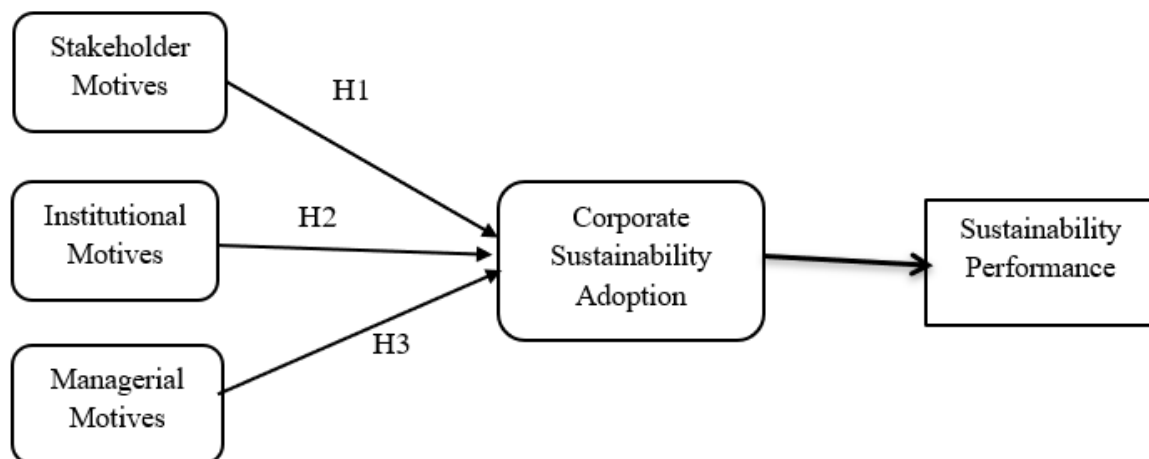 Stakeholder
Motives
H1
Institutional
Motives
H2
Managerial
Motives
H3
Corporate
Sustainability
Adoption
Sustainability
Performance